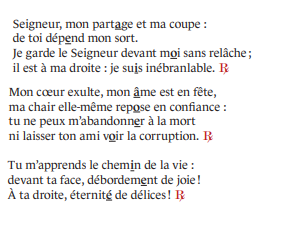 Seigneur, mon partage et ma coupe :
de toi dépend mon sort.
Je garde le Seigneur devant moi sans relâche ;
il est à ma droite : je suis inébranlable. ℟
Mon cœur exulte, mon âme est en fête,
ma chair elle-même repose en confiance :
tu ne peux m’abandonner à la mort
ni laisser ton ami voir la corruption. ℟
Tu m’apprends le chemin de la vie :
devant ta face, débordement de joie !
À ta droite, éternité de délices ! ℟